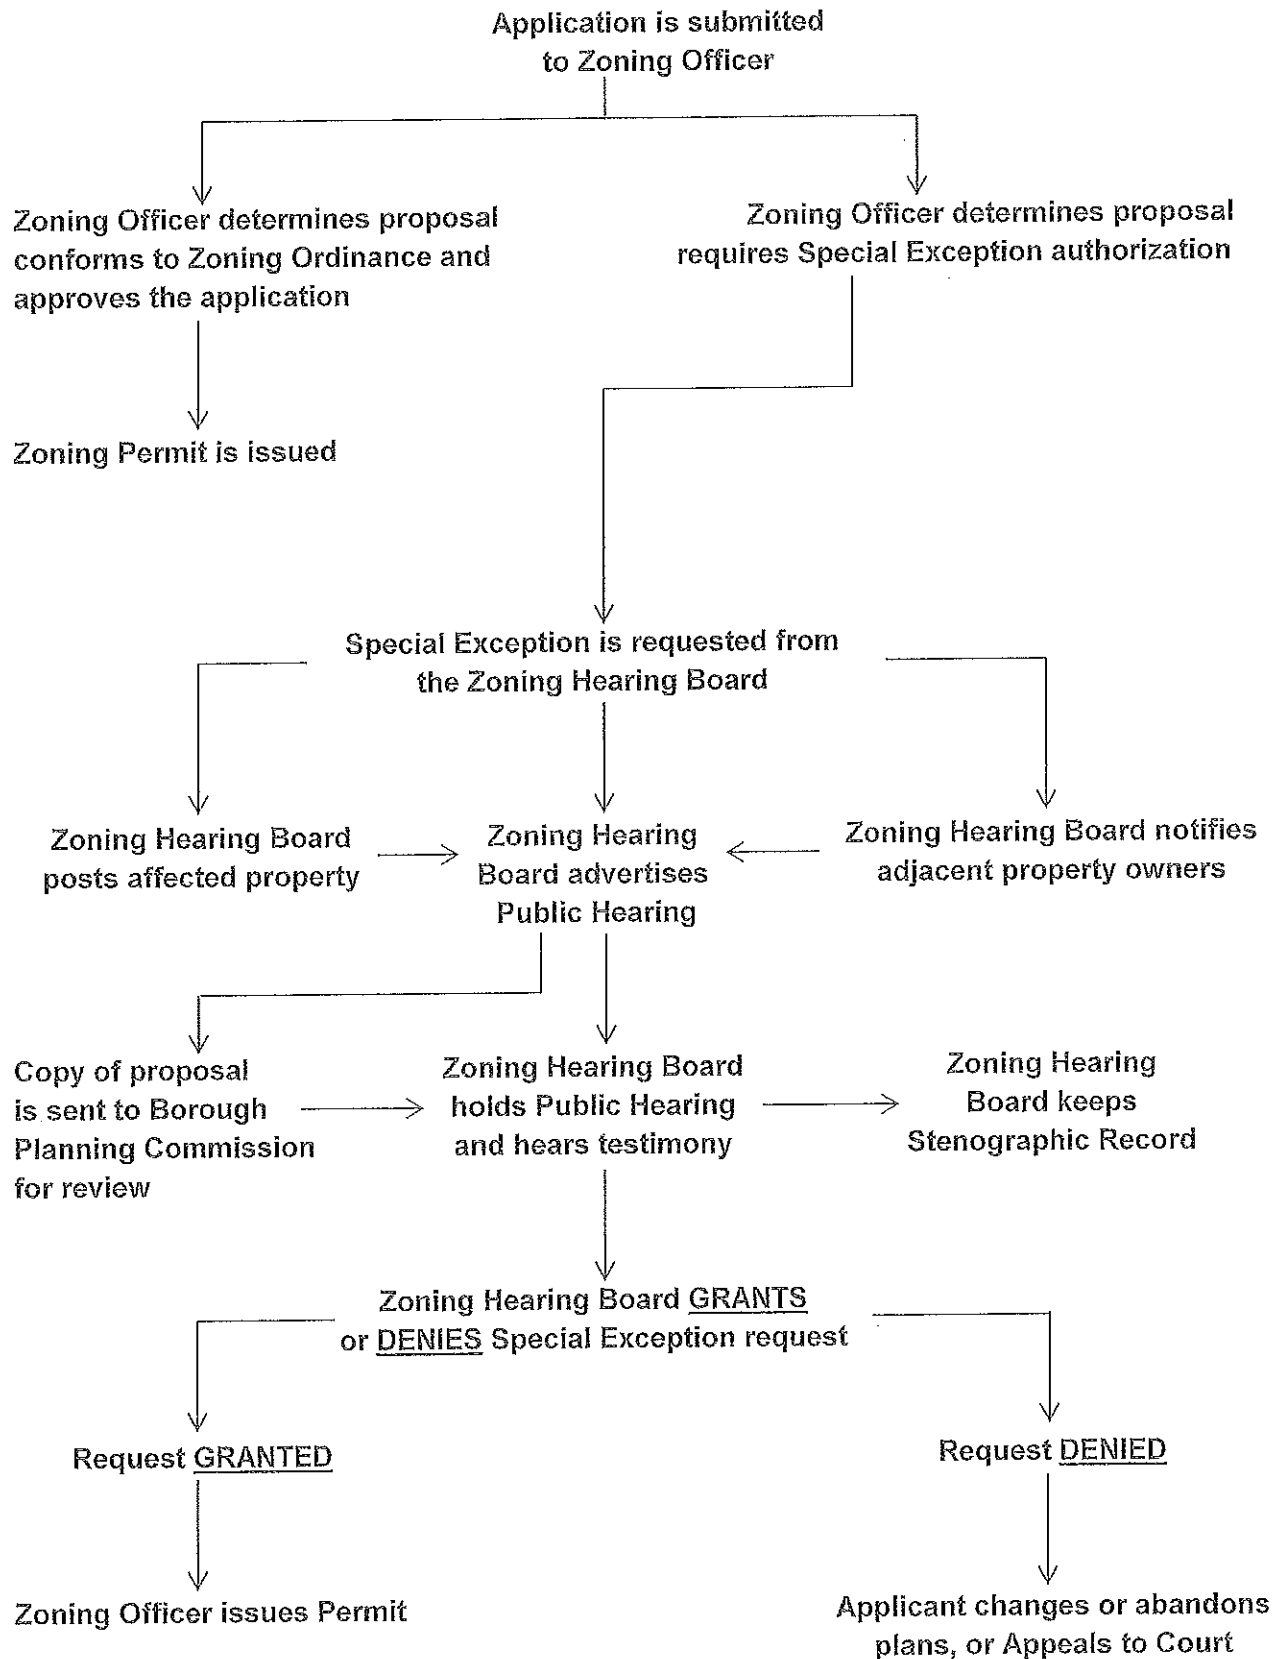 Application is submitted
to Zoning Officer
Zoning Officer determines proposal
conforms to Zoning Ordinance and
approves the application
Zoning Officer determines proposal
requires Special Exception authorization
Zoning Permit is issued
Special Exception is requested from
the Zoning Hearing Board
Zoning Hearing Board
posts affected property
Zoning Hearing
Board advertises
Public Hearing
Zoning Hearing Board notifies
adjacent property owners
Copy of proposal
is sent to Borough
Planning Commission
for review
Zoning Hearing Board
holds Public Hearing
and hears testimony
Zoning Hearing
Board keeps
Stenographic Record
Zoning Hearing Board GRANTS
or DENIES Special Exception request
Request GRANTED
Request DENIED
Zoning Officer issues Permit
Applicant changes or abandons
plans, or Appeals to Court